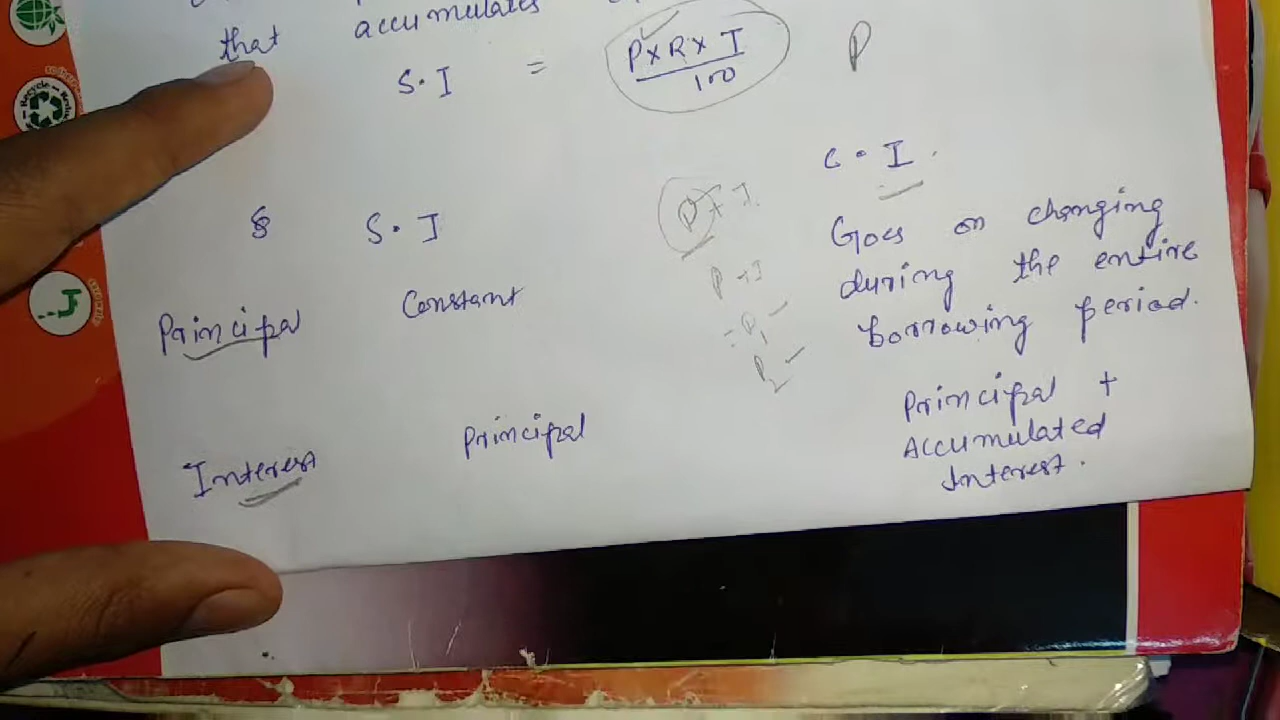 that accumulates
S.I = P x R x I
100
P
S.I
C.I.
P + I
Principal
Constant
Goes on changing
during the entire
borrowing period.
P + I
= P1
P2
Interest
Principal
Principal +
Accumulated
Interest.